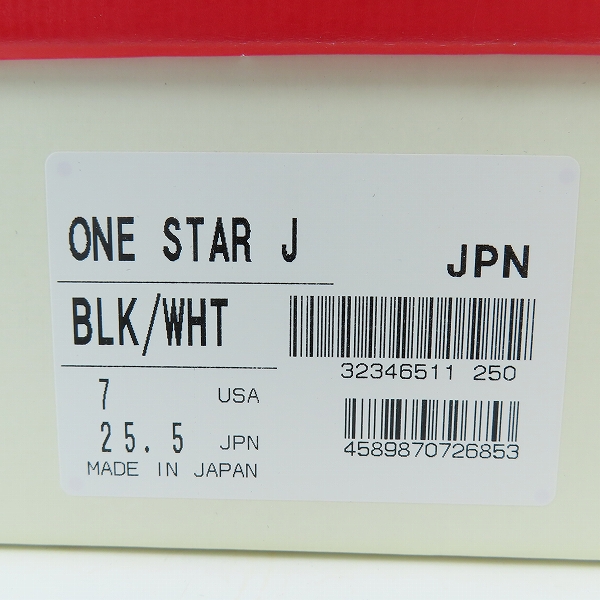 ONE STAR J
JPN
BLK/WHT
32346511 250
7 USA
25.5 JPN
4589870726853
MADE IN JAPAN